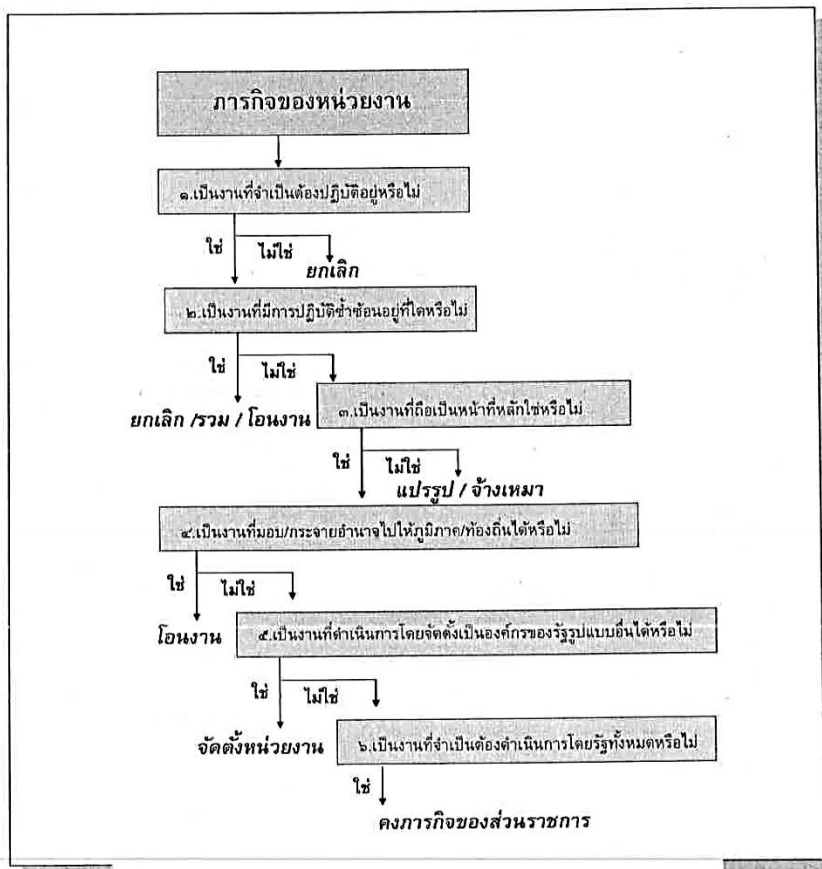 ภารกิจของหน่วยงาน
๑.เป็นงานที่จำเป็นต้องปฏิบัติอยู่หรือไม่
ใช่ ไม่ใช่
ยกเลิก
๒.เป็นงานที่มีการปฏิบัติซ้ำซ้อนอยู่ที่ใดหรือไม่
ใช่ ไม่ใช่
ยกเลิก /รวม / โอนงาน
๓.เป็นงานที่ถือเป็นหน้าที่หลักใช่หรือไม่
ใช่ ไม่ใช่
แปรรูป / จ้างเหมา
๔.เป็นงานที่มอบ/กระจายอำนาจไปให้ภูมิภาค/ท้องถิ่นได้หรือไม่
ใช่ ไม่ใช่
โอนงาน
๕.เป็นงานที่ดำเนินการโดยจัดตั้งเป็นองค์กรของรัฐรูปแบบอื่นได้หรือไม่
ใช่ ไม่ใช่
จัดตั้งหน่วยงาน
๖.เป็นงานที่จำเป็นต้องดำเนินการโดยรัฐทั้งหมดหรือไม่
ใช่
คงภารกิจของส่วนราชการ